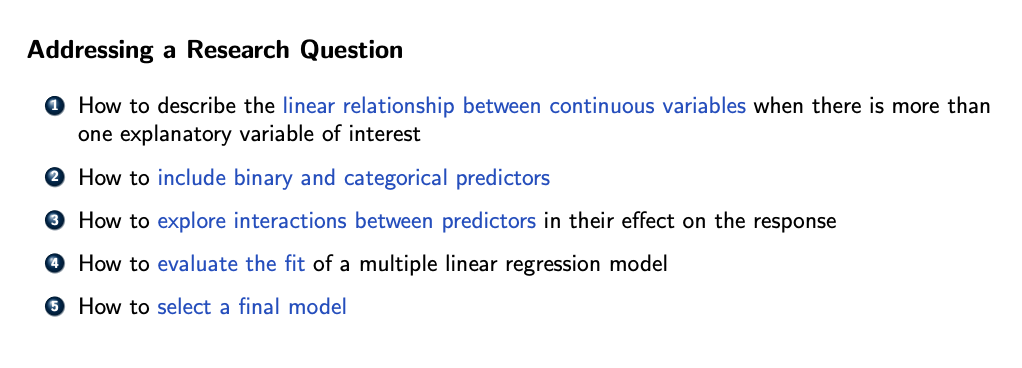 Addressing a Research Question
1 How to describe the linear relationship between continuous variables when there is more than
one explanatory variable of interest
2 How to include binary and categorical predictors
3 How to explore interactions between predictors in their effect on the response
4 How to evaluate the fit of a multiple linear regression model
5 How to select a final model